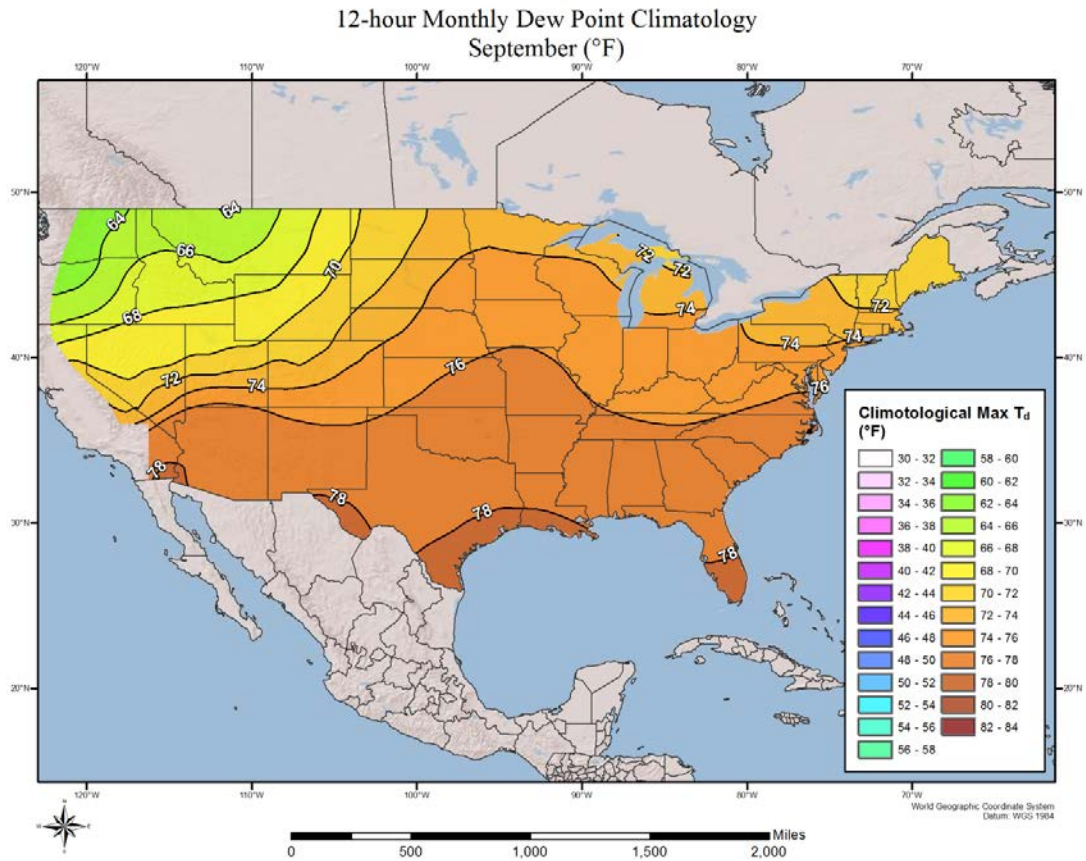 12-hour Monthly Dew Point Climatology
September (°F)
120°W 110°W 100°W 90°W 80°W 70°W
50°N 50°N
40°N 40°N
30°N 30°N
20°N 20°N
64
64
66
68
70
72
74
76
78
78
78
78
72
72
74
72
74
74
76
Climotological Max Td
(°F)
30 - 32
32 - 34
34 - 36
36 - 38
38 - 40
40 - 42
42 - 44
44 - 46
46 - 48
48 - 50
50 - 52
52 - 54
54 - 56
56 - 58
58 - 60
60 - 62
62 - 64
64 - 66
66 - 68
68 - 70
70 - 72
72 - 74
74 - 76
76 - 78
78 - 80
80 - 82
82 - 84
120°W 110°W 100°W 90°W 80°W 70°W
World Geographic Coordinate System
Datum: WGS 1984
N
W E
S
Miles
0 500 1,000 1,500 2,000